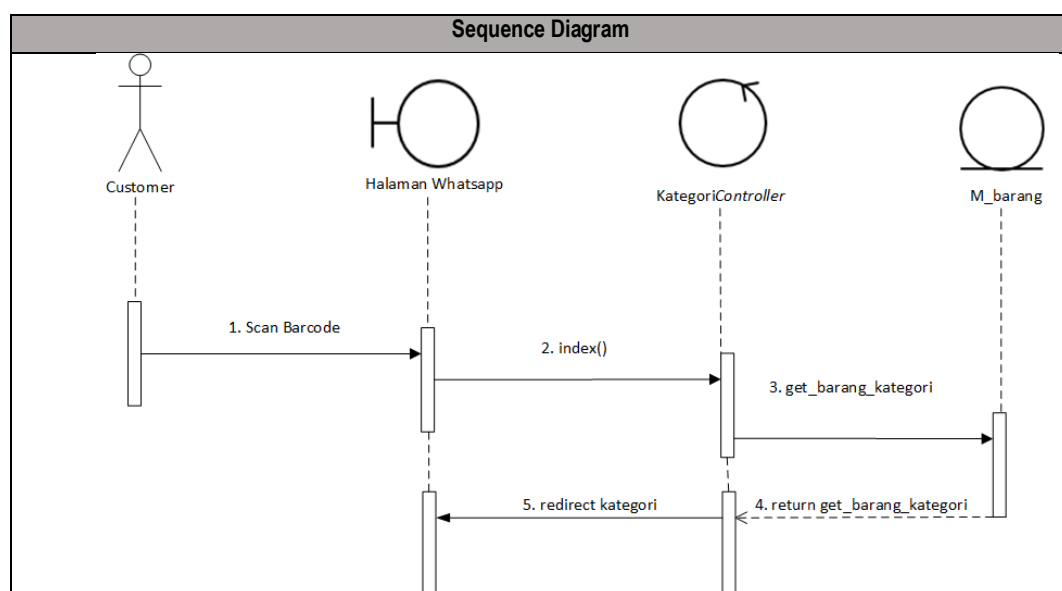 Sequence Diagram
Customer
Halaman Whatsapp
KategoriController
M_barang
1. Scan Barcode
2. index()
3. get_barang_kategori
5. redirect kategori
4. return get_barang_kategori